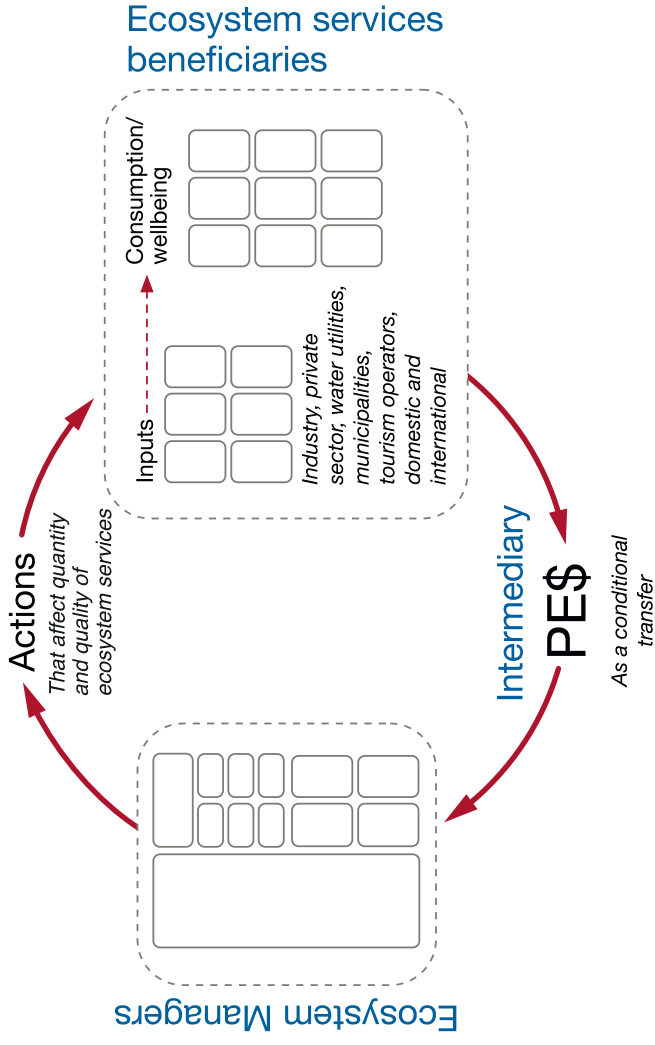 Ecosystem services
beneficiaries
Consumption/
wellbeing
Inputs
Industry, private
sector, water utilities,
municipalities,
tourism operators,
domestic and
international
Actions
That affect quantity
and quality of
ecosystem services
Intermediary
PE$
As a conditional
transfer
Ecosystem Managers